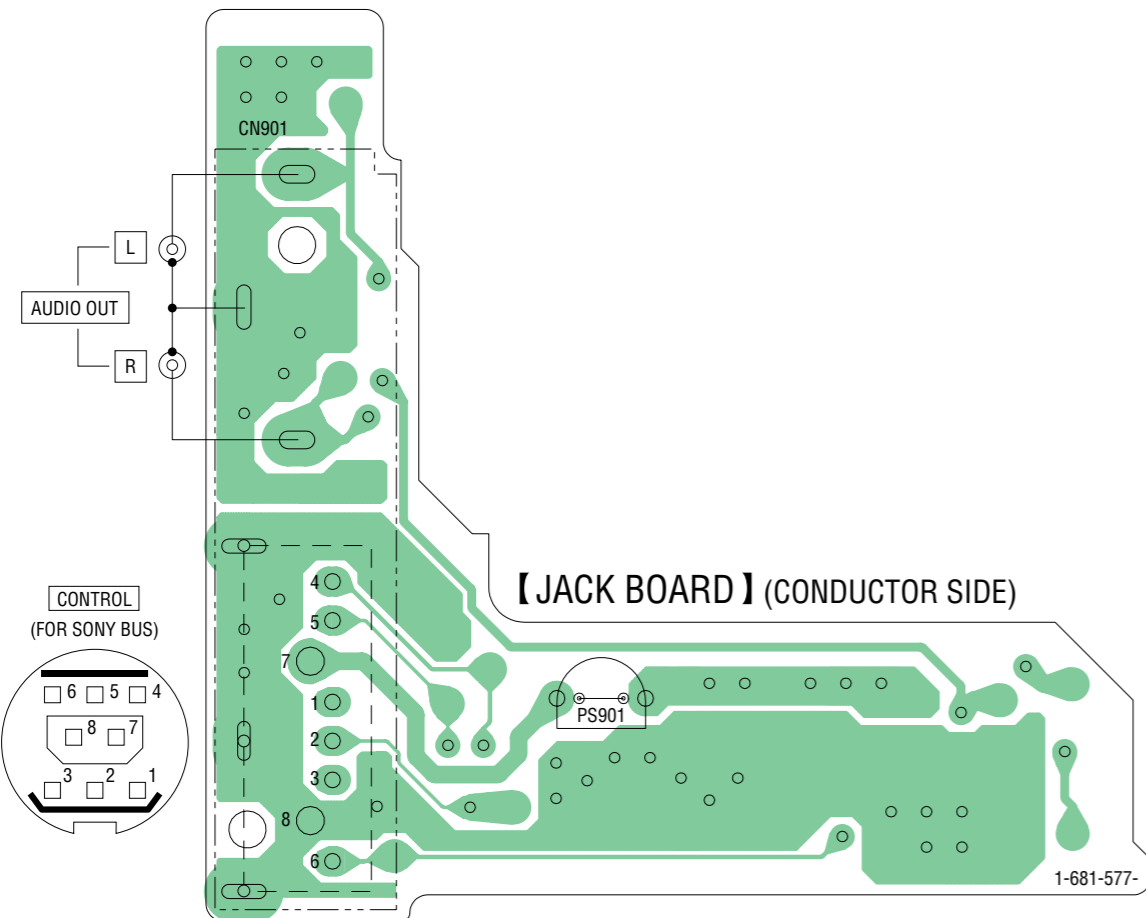 CN901
L
AUDIO OUT
R
【JACK BOARD】 (CONDUCTOR SIDE)
CONTROL
(FOR SONY BUS)
6 5 4
8 7
3 2 1
4
5
7
1
2
3
8
6
PS901
1-681-577-